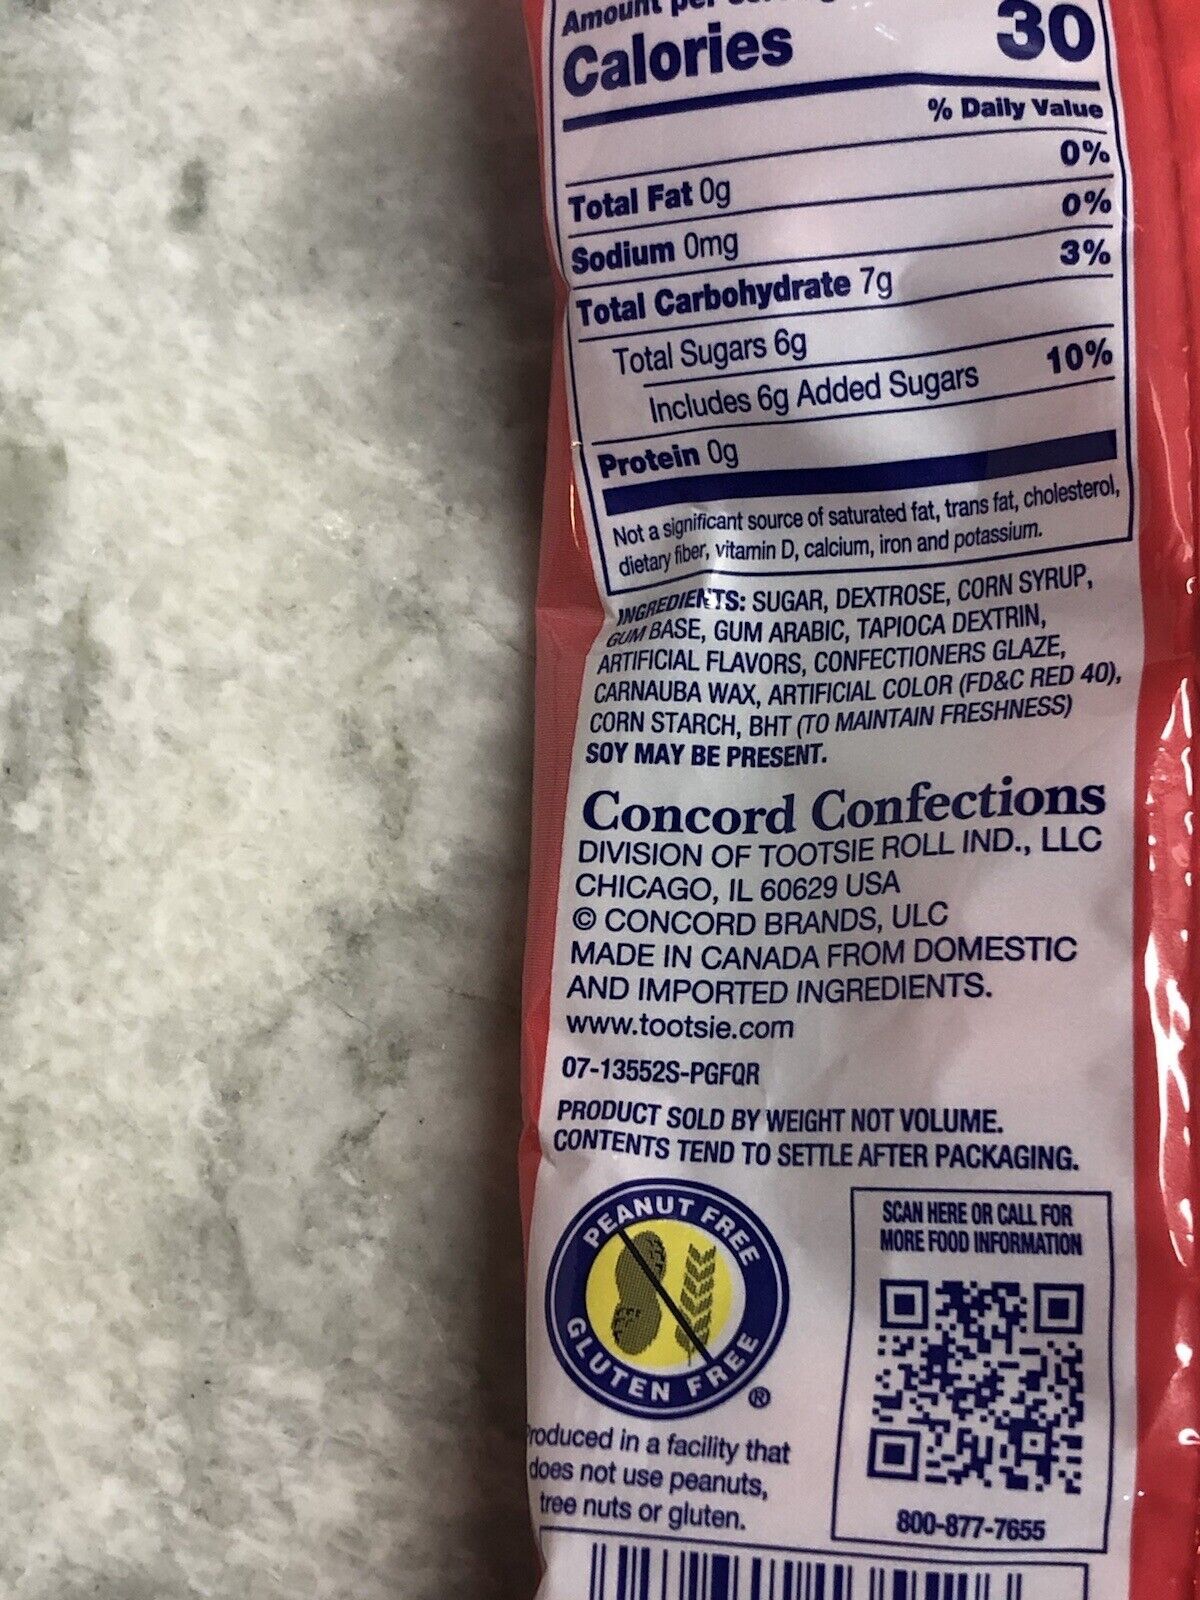 Amount per
Calories 30
% Daily Value
Total Fat 0g 0%
Sodium 0mg 0%
Total Carbohydrate 7g 3%
Total Sugars 6g
Includes 6g Added Sugars 10%
Protein 0g
Not a significant source of saturated fat, trans fat, cholesterol,
dietary fiber, vitamin D, calcium, iron and potassium.
INGREDIENTS: SUGAR, DEXTROSE, CORN SYRUP,
GUM BASE, GUM ARABIC, TAPIOCA DEXTRIN,
ARTIFICIAL FLAVORS, CONFECTIONERS GLAZE,
CARNAUBA WAX, ARTIFICIAL COLOR (FD&C RED 40),
CORN STARCH, BHT (TO MAINTAIN FRESHNESS)
SOY MAY BE PRESENT.
Concord Confections
DIVISION OF TOOTSIE ROLL IND., LLC
CHICAGO, IL 60629 USA
© CONCORD BRANDS, ULC
MADE IN CANADA FROM DOMESTIC
AND IMPORTED INGREDIENTS.
www.tootsie.com
07-13552S-PGFQR
PRODUCT SOLD BY WEIGHT NOT VOLUME.
CONTENTS TEND TO SETTLE AFTER PACKAGING.
PEANUT FREE
GLUTEN FREE
®
Produced in a facility that
does not use peanuts,
tree nuts or gluten.
SCAN HERE OR CALL FOR
MORE FOOD INFORMATION
800-877-7655